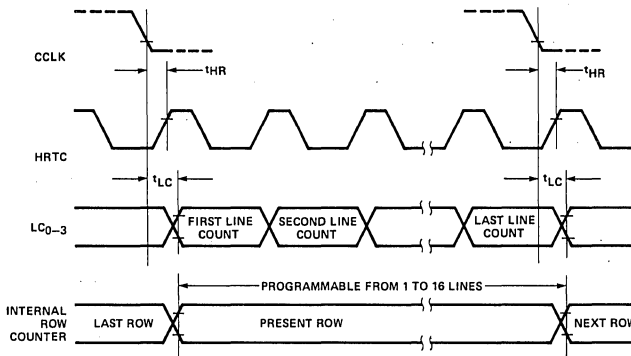 CCLK
tHR
tHR
HRTC
tLC
tLC
LC0–3
FIRST LINE COUNT
SECOND LINE COUNT
LAST LINE COUNT
PROGRAMMABLE FROM 1 TO 16 LINES
INTERNAL ROW COUNTER
LAST ROW
PRESENT ROW
NEXT ROW